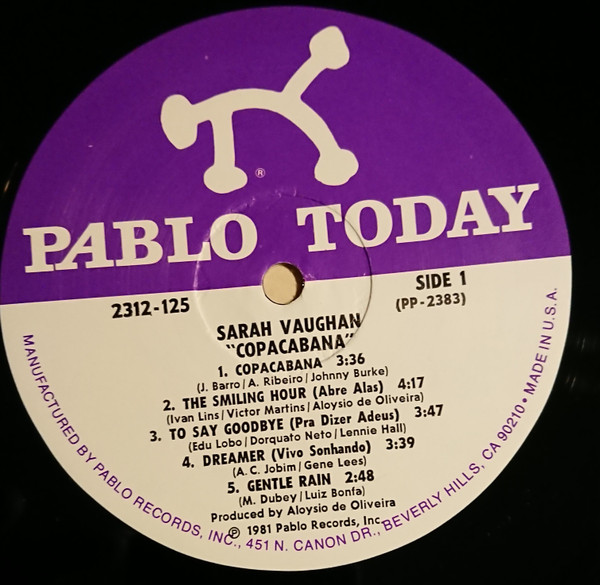 ®
PABLO TODAY
2312-125
SIDE 1
(PP-2383)
SARAH VAUGHAN
"COPACABANA"
1. COPACABANA 3:36
(J. Barro/A. Ribeiro/Johnny Burke)
2. THE SMILING HOUR (Abre Alas) 4:17
(Ivan Lins/Victor Martins/Aloysio de Oliveira)
3. TO SAY GOODBYE (Pra Dizer Adeus) 3:47
(Edu Lobo/Dorquato Neto/Lennie Hall)
4. DREAMER (Vivo Sonhando) 3:39
(A.C. Jobim/Gene Lees)
5. GENTLE RAIN 2:48
(M. Dubey/Luiz Bonfa)
Produced by Aloysio de Oliveira
℗ 1981 Pablo Records, Inc.
MANUFACTURED BY PABLO RECORDS, INC., 451 N. CANON DR., BEVERLY HILLS, CA 90210 • MADE IN U.S.A.